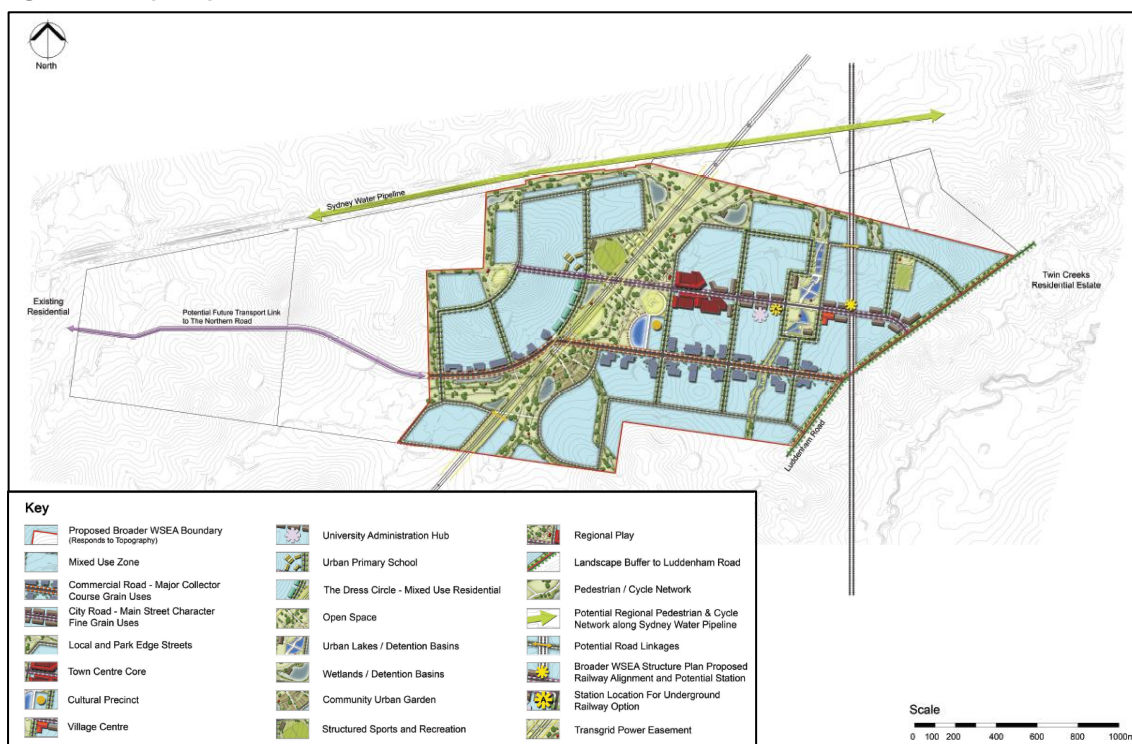 North
Sydney Water Pipeline
Existing
Residential
Potential Future Transport Link
to The Northern Road
Twin Creeks
Residential Estate
Luddenham Road
Key
Proposed Broader WSEA Boundary
(Responds to Topography)
Mixed Use Zone
Commercial Road - Major Collector
Course Grain Uses
City Road - Main Street Character
Fine Grain Uses
Local and Park Edge Streets
Town Centre Core
Cultural Precinct
Village Centre
University Administration Hub
Urban Primary School
The Dress Circle - Mixed Use Residential
Open Space
Urban Lakes / Detention Basins
Wetlands / Detention Basins
Community Urban Garden
Structured Sports and Recreation
Regional Play
Landscape Buffer to Luddenham Road
Pedestrian / Cycle Network
Potential Regional Pedestrian & Cycle
Network along Sydney Water Pipeline
Potential Road Linkages
Broader WSEA Structure Plan Proposed
Railway Alignment and Potential Station
Station Location For Underground
Railway Option
Transgrid Power Easement
Scale
0 100 200 400 600 800 1000m